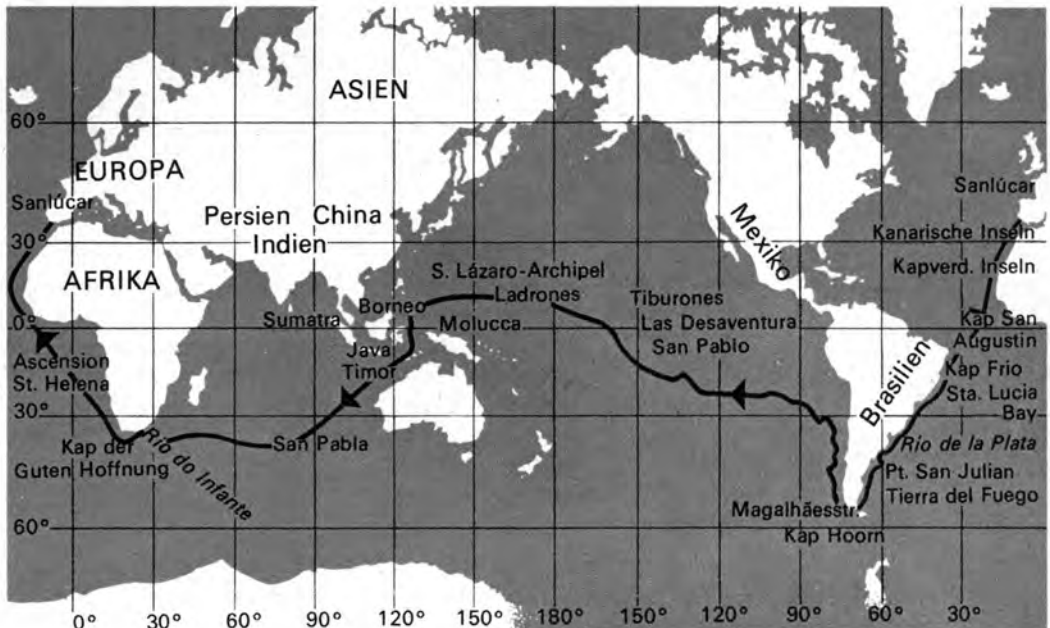 ASIEN
60°
EUROPA
Sanlúcar
Sanlúcar
Persien China
Indien
Mexiko
Kanarische Inseln
30°
AFRIKA
S. Lázaro-Archipel
Kapverd. Inseln
Ladrones
Tiburones
Borneo
0°
Sumatra
Molucca
Las Desaventura
San Pablo
Kap San
Augustin
Java
Timor
Ascension
St. Helena
Brasilien
Kap Frio
Sta. Lucia
Bay
30°
Kap der
Guten Hoffnung
Río do Infante
San Pabla
Río de la Plata
Pt. San Julian
Tierra del Fuego
Magalhãesstr.
Kap Hoorn
60°
0° 30° 60° 90° 120° 150° 180° 150° 120° 90° 60° 30°